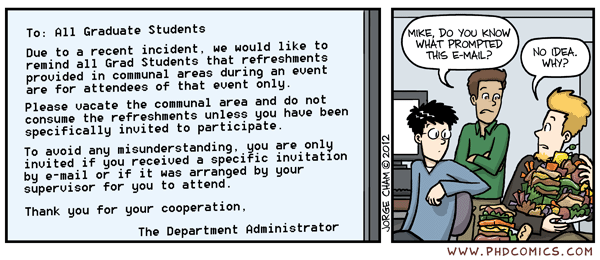 To: All Graduate Students
Due to a recent incident, we would like to
remind all Grad Students that refreshments
provided in communal areas during an event
are for attendees of that event only.
Please vacate the communal area and do not
consume the refreshments unless you have been
specifically invited to participate.
To avoid any misunderstanding, you are only
invited if you received a specific invitation
by e-mail or if it was arranged by your
supervisor for you to attend.
Thank you for your cooperation,
The Department Administrator
MIKE, DO YOU KNOW
WHAT PROMPTED
THIS E-MAIL?
NO IDEA.
WHY?
JORGE CHAM © 2012
WWW.PHDCOMICS.COM